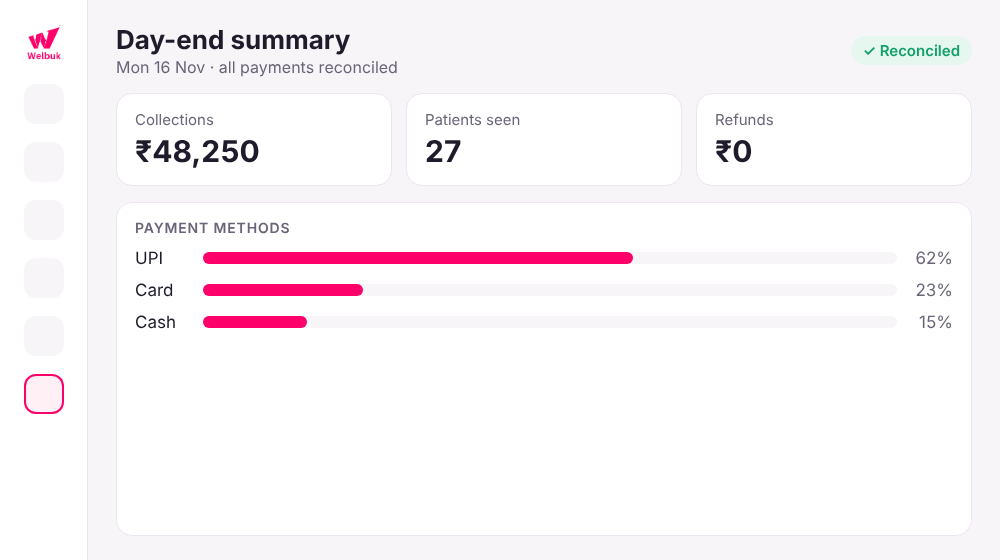 Welbuk
Day-end summary
Mon 16 Nov · all payments reconciled
✓ Reconciled
Collections
₹48,250
Patients seen
27
Refunds
₹0
PAYMENT METHODS
UPI 62%
Card 23%
Cash 15%